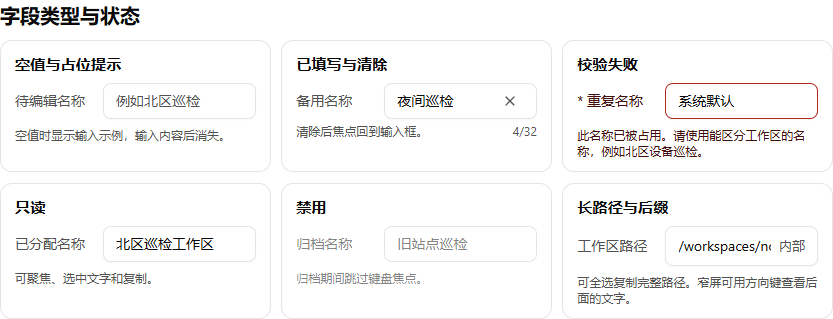 字段类型与状态
空值与占位提示
待编辑名称 例如北区巡检
空值时显示输入示例，输入内容后消失。
已填写与清除
备用名称 夜间巡检
清除后焦点回到输入框。 4/32
校验失败
* 重复名称 系统默认
此名称已被占用。请使用能区分工作区的名
称，例如北区设备巡检。
只读
已分配名称 北区巡检工作区
可聚焦、选中文字和复制。
禁用
归档名称 旧站点巡检
归档期间跳过键盘焦点。
长路径与后缀
工作区路径 /workspaces/no 内部
可全选复制完整路径。窄屏可用方向键查看后
面的文字。